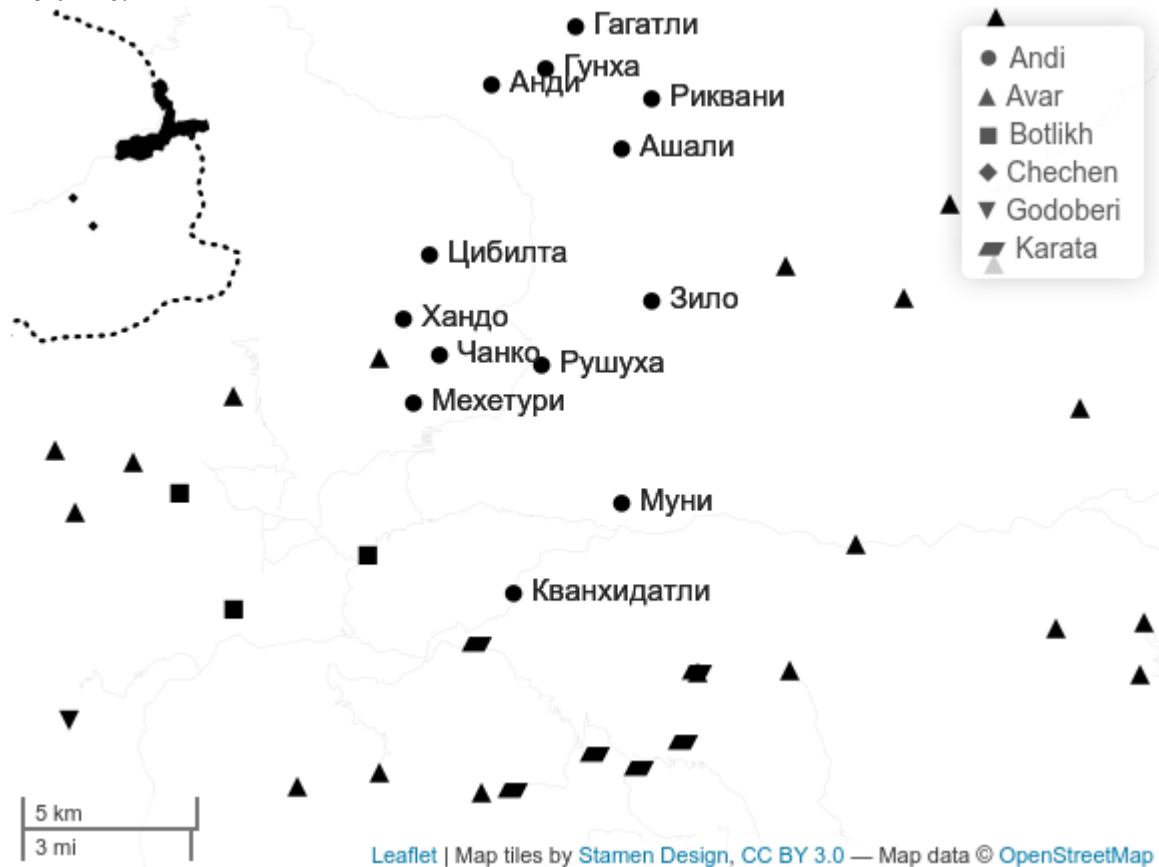 Гагатли
Гунха
Анди
Риквани
Ашали
Цибилта
Зило
Хандо
Чанко
Рушуха
Мехетури
Муни
Кванхидатли
Andi
Avar
Botlikh
Chechen
Godoberi
Karata
5 km
3 mi
Leaflet | Map tiles by Stamen Design, CC BY 3.0 — Map data © OpenStreetMap